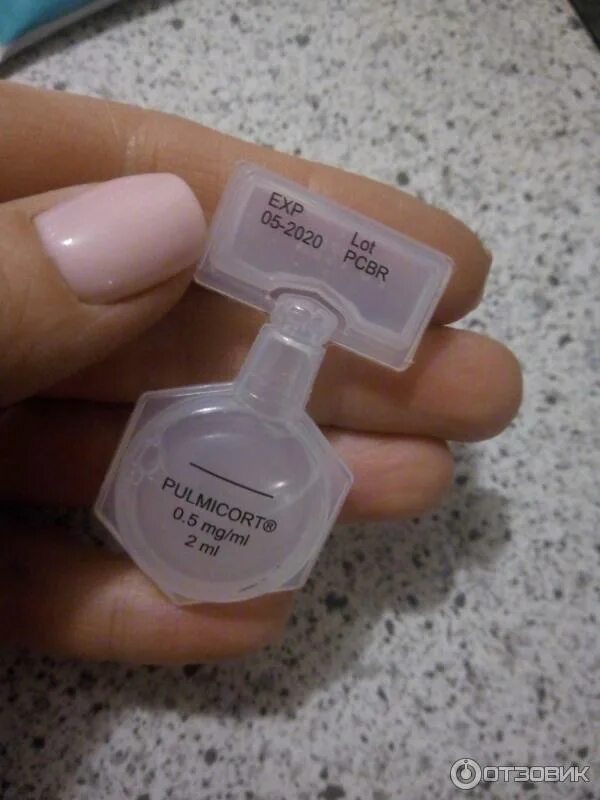 EXP
05-2020
Lot
PCBR
PULMICORT®
0.5 mg/ml
2 ml
ОТЗОВИК